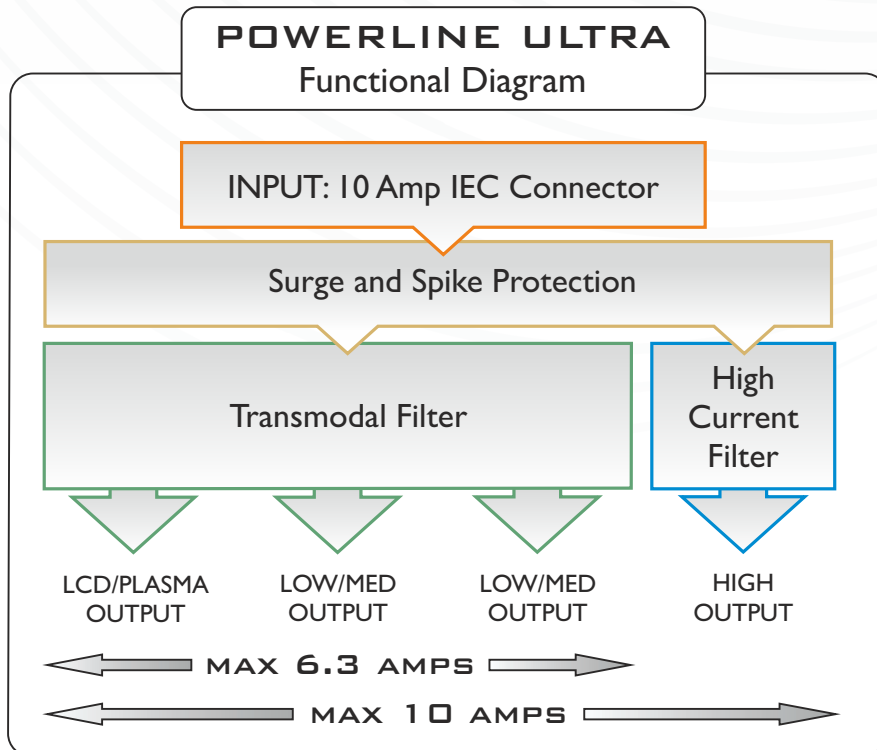 POWERLINE ULTRA
Functional Diagram
INPUT: 10 Amp IEC Connector
Surge and Spike Protection
Transmodal Filter
High
Current
Filter
LCD/PLASMA
OUTPUT
LOW/MED
OUTPUT
LOW/MED
OUTPUT
HIGH
OUTPUT
MAX 6.3 AMPS
MAX 10 AMPS